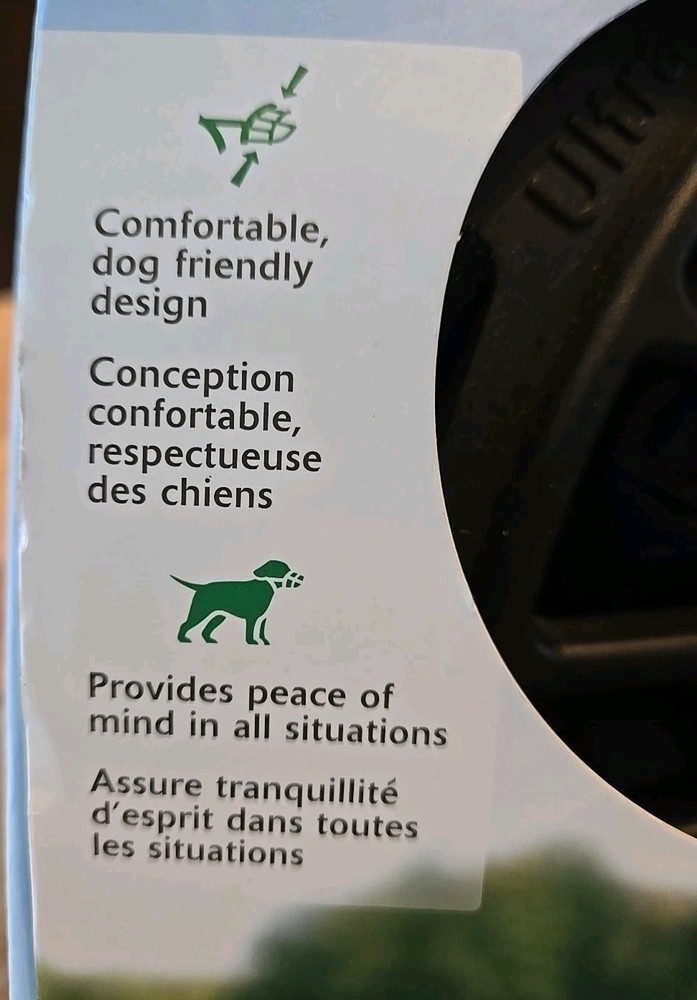 Comfortable,
dog friendly
design
Conception
confortable,
respectueuse
des chiens
Provides peace of
mind in all situations
Assure tranquillité
d'esprit dans toutes
les situations